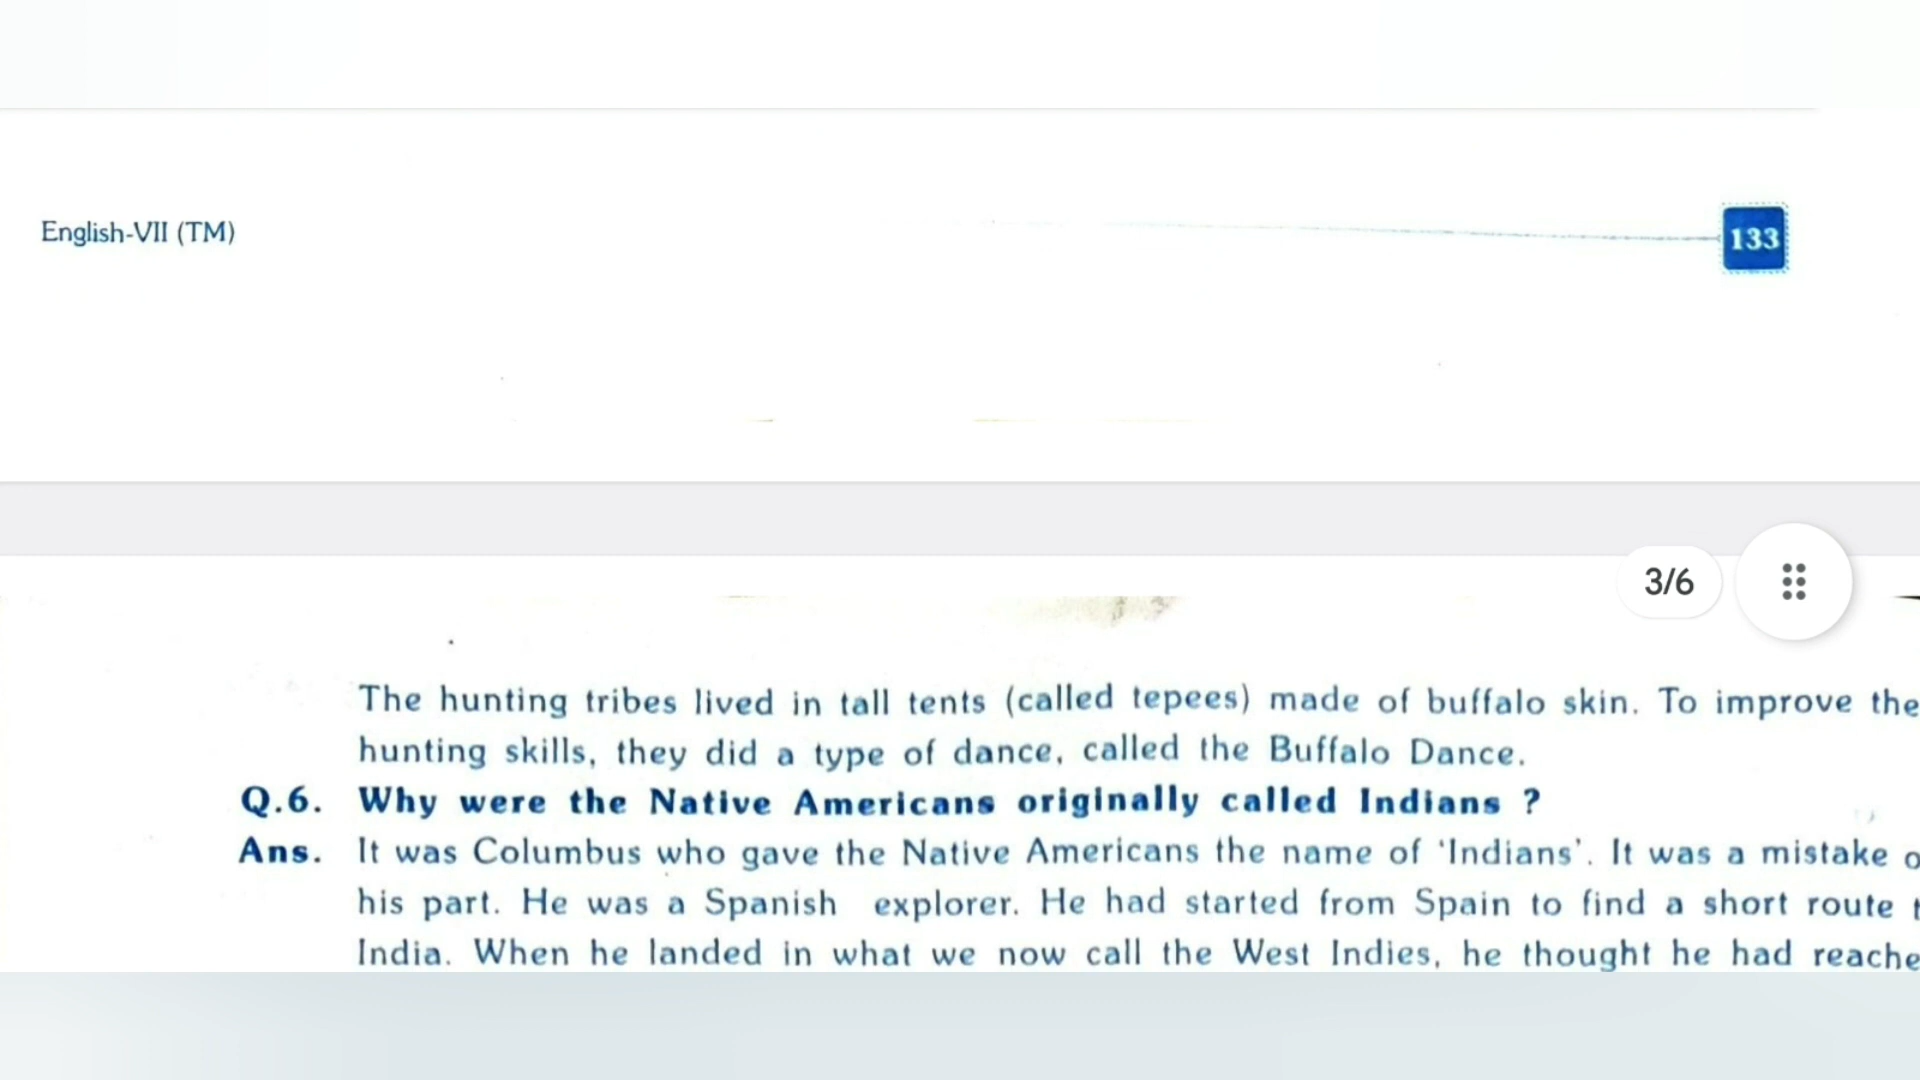 English-VII (TM)
133
3/6
The hunting tribes lived in tall tents (called tepees) made of buffalo skin. To improve the
hunting skills, they did a type of dance, called the Buffalo Dance.
Q.6. Why were the Native Americans originally called Indians ?
Ans. It was Columbus who gave the Native Americans the name of 'Indians'. It was a mistake
his part. He was a Spanish explorer. He had started from Spain to find a short route
India. When he landed in what we now call the West Indies, he thought he had